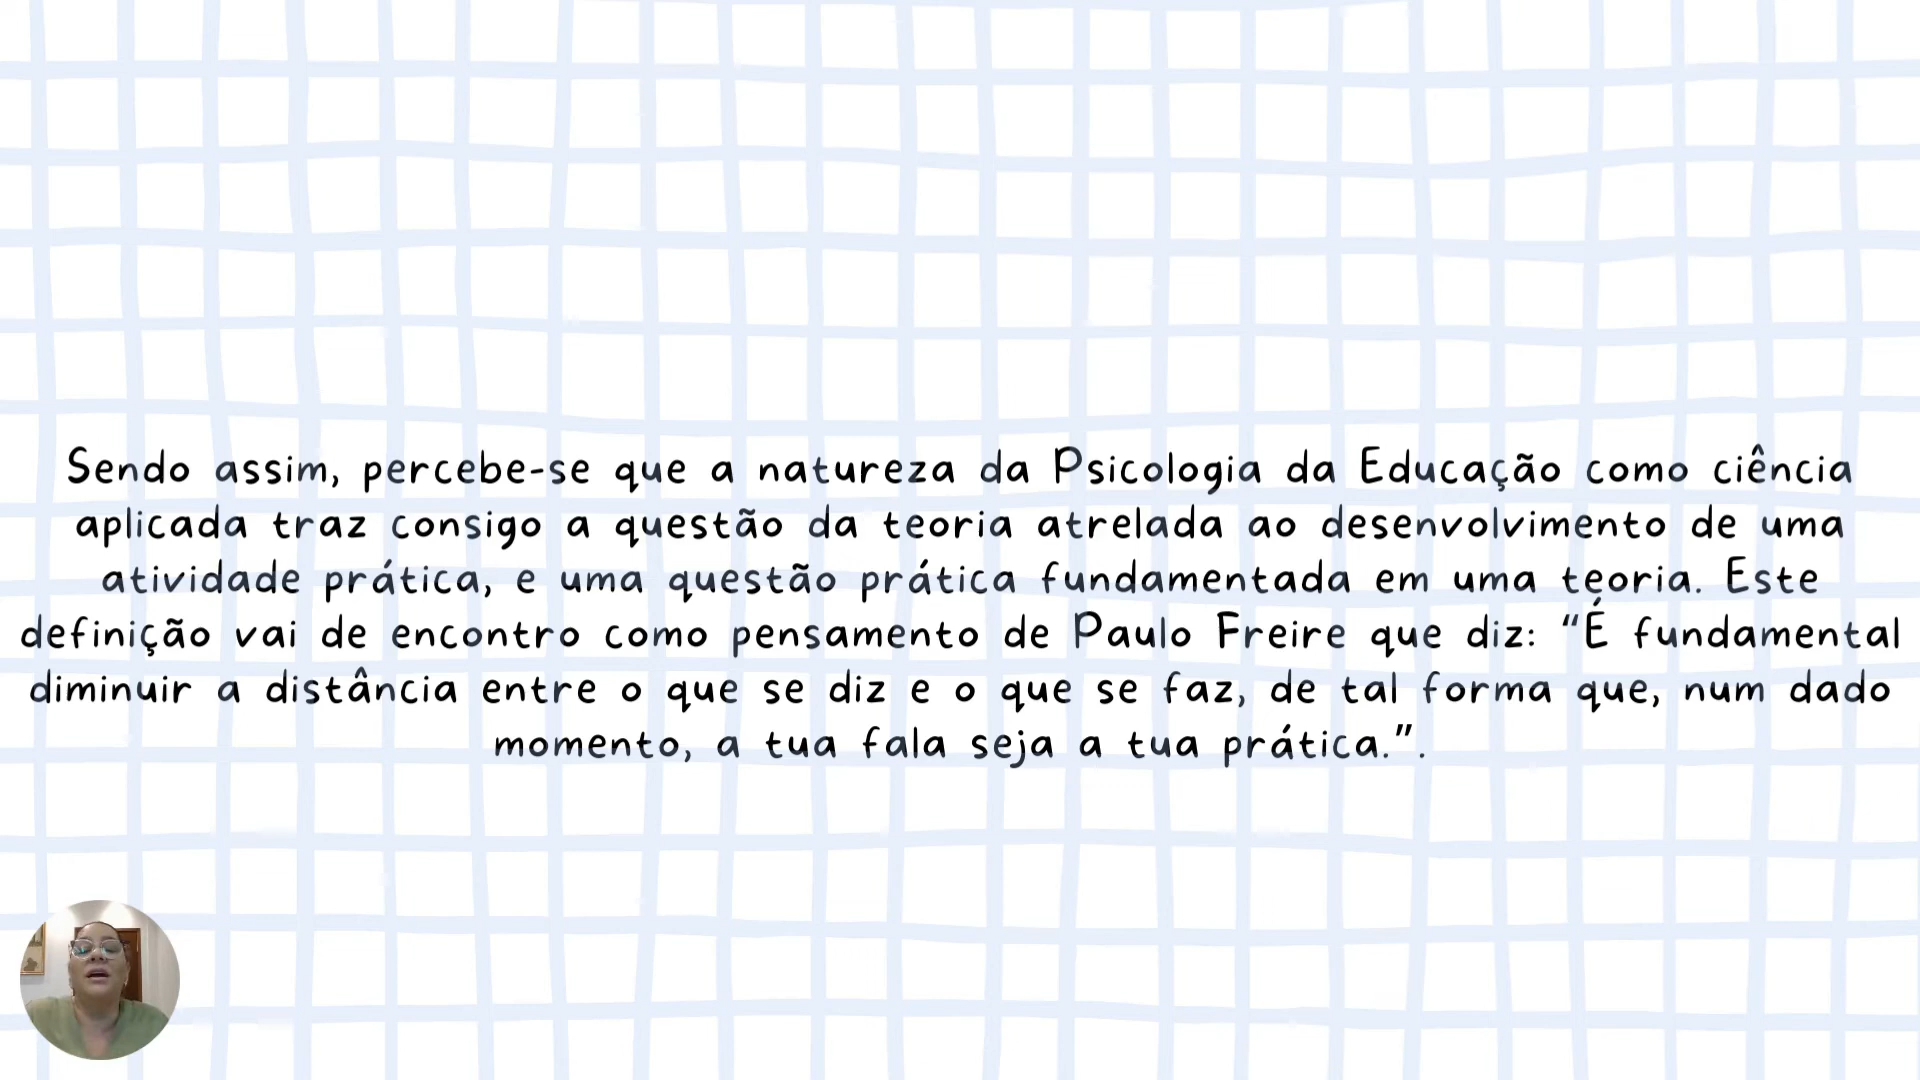 Sendo assim, percebe-se que a natureza da Psicologia da Educação como ciência
aplicada traz consigo a questão da teoria atrelada ao desenvolvimento de uma
atividade prática, e uma questão prática fundamentada em uma teoria. Este
definição vai de encontro como pensamento de Paulo Freire que diz: “É fundamental
diminuir a distância entre o que se diz e o que se faz, de tal forma que, num dado
momento, a tua fala seja a tua prática.”.